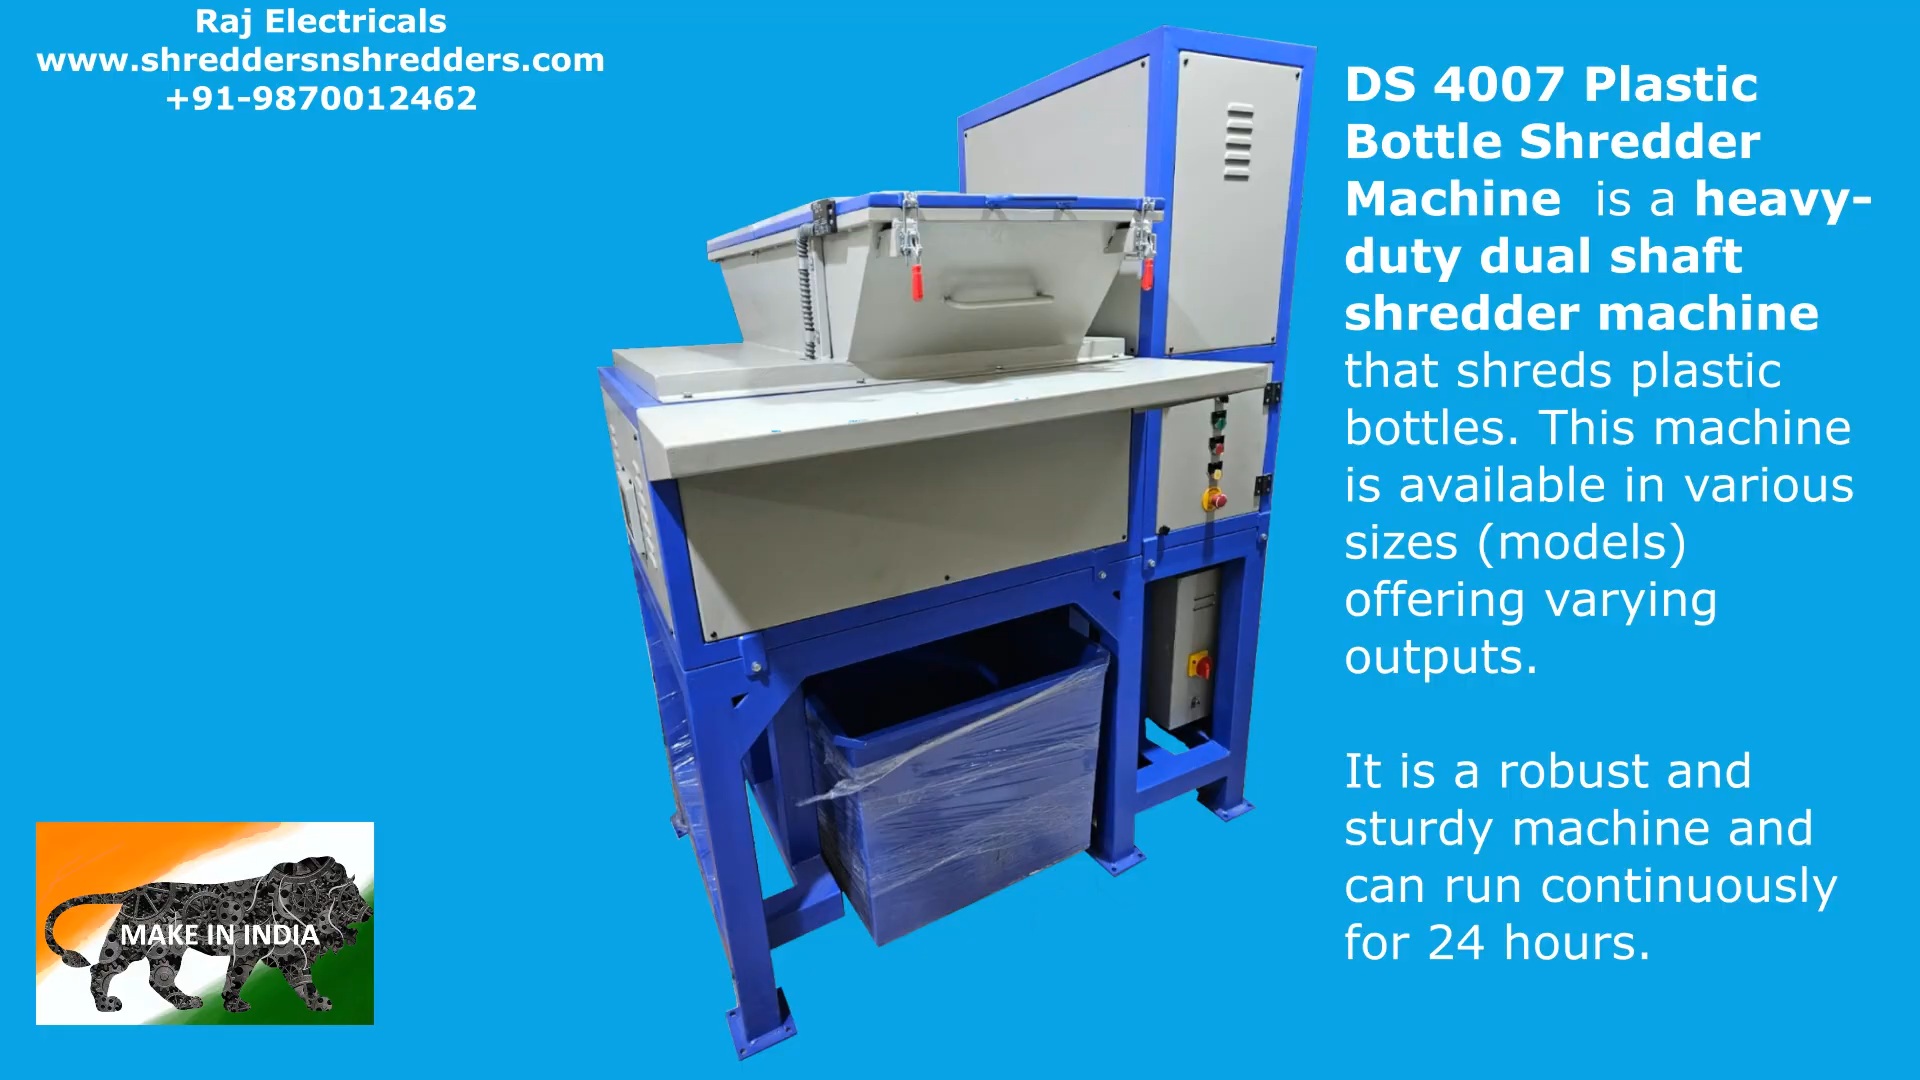 Raj Electricals
www.shreddersnshredders.com
+91-9870012462
DS 4007 Plastic
Bottle Shredder
Machine is a heavy-
duty dual shaft
shredder machine
that shreds plastic
bottles. This machine
is available in various
sizes (models)
offering varying
outputs.
It is a robust and
sturdy machine and
can run continuously
for 24 hours.
MAKE IN INDIA